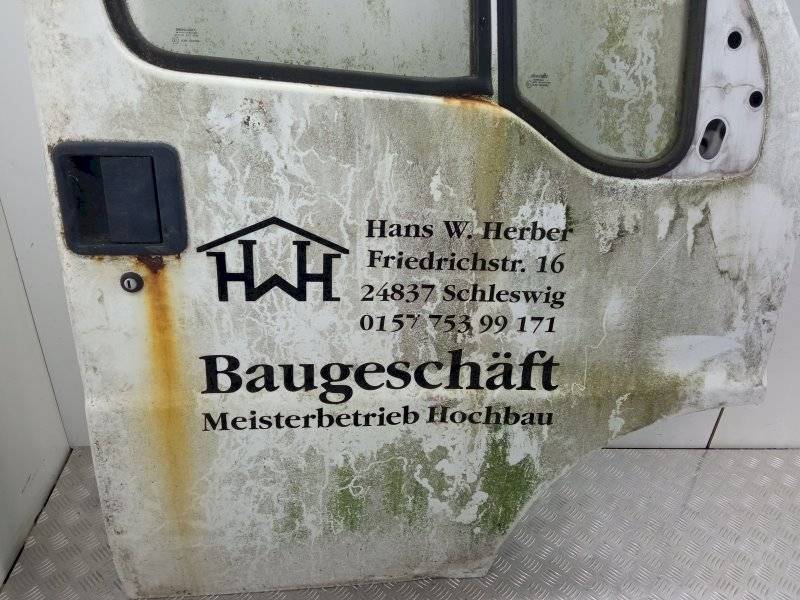 HWH
Hans W. Herber
Friedrichstr. 16
24837 Schleswig
0157 753 99 171
Baugeschäft
Meisterbetrieb Hochbau